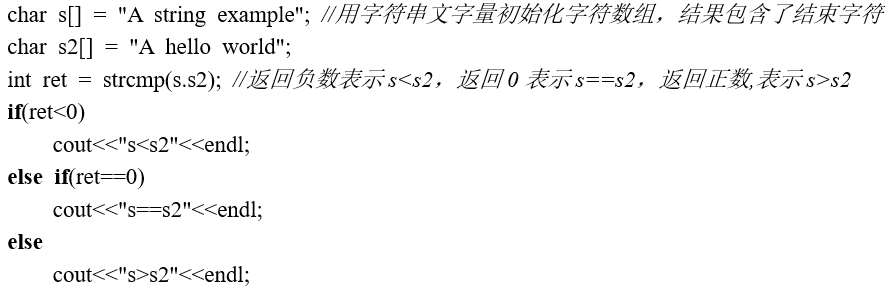 char s[] = "A string example"; //用字符串文字量初始化字符数组，结果包含了结束字符
char s2[] = "A hello world";
int ret = strcmp(s.s2); //返回负数表示 s<s2，返回 0 表示 s==s2，返回正数,表示 s>s2
if(ret<0)
cout<<"s<s2"<<endl;
else if(ret==0)
cout<<"s==s2"<<endl;
else
cout<<"s>s2"<<endl;